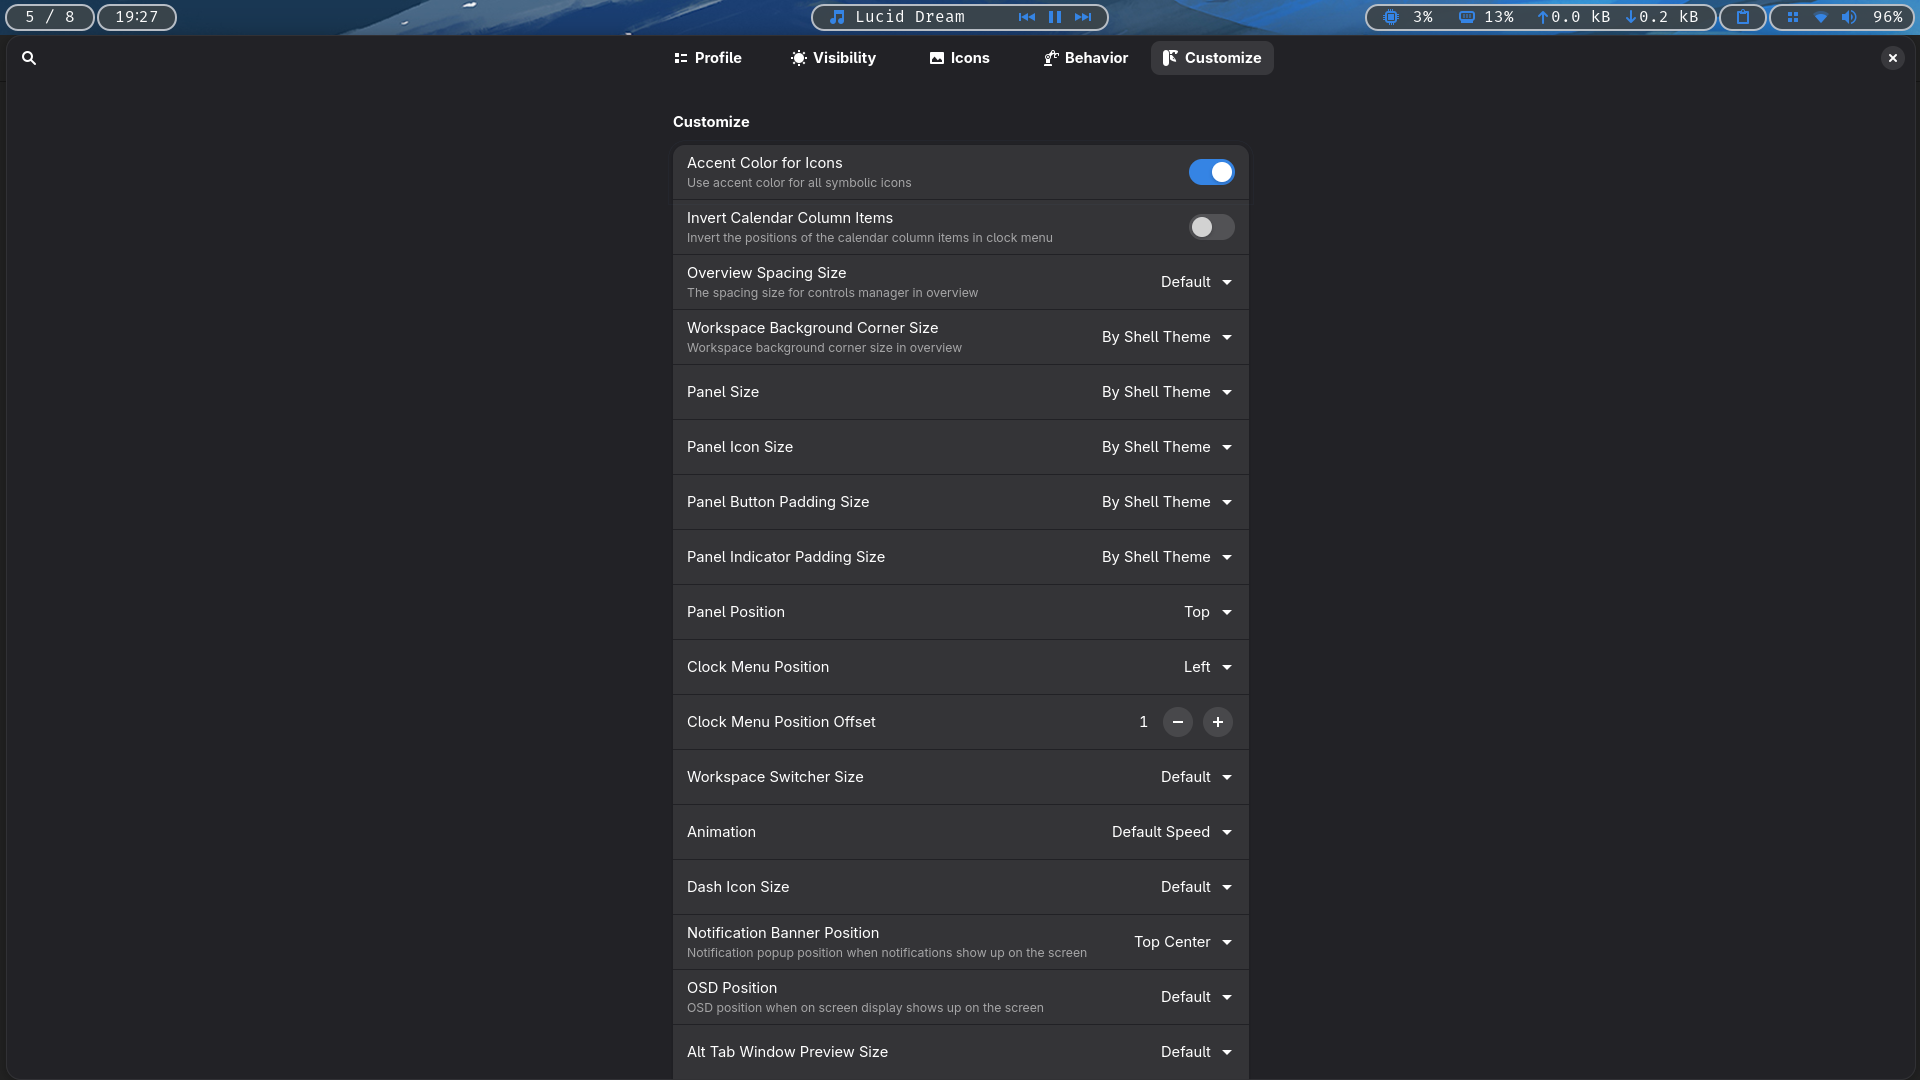 5 / 8
19:27
Lucid Dream
3%
13%
0.0 kB
0.2 kB
96%
Profile
Visibility
Icons
Behavior
Customize
Customize
Accent Color for Icons
Use accent color for all symbolic icons
Invert Calendar Column Items
Invert the positions of the calendar column items in clock menu
Overview Spacing Size
The spacing size for controls manager in overview
Default
Workspace Background Corner Size
Workspace background corner size in overview
By Shell Theme
Panel Size
By Shell Theme
Panel Icon Size
By Shell Theme
Panel Button Padding Size
By Shell Theme
Panel Indicator Padding Size
By Shell Theme
Panel Position
Top
Clock Menu Position
Left
Clock Menu Position Offset
1
Workspace Switcher Size
Default
Animation
Default Speed
Dash Icon Size
Default
Notification Banner Position
Notification popup position when notifications show up on the screen
Top Center
OSD Position
OSD position when on screen display shows up on the screen
Default
Alt Tab Window Preview Size
Default